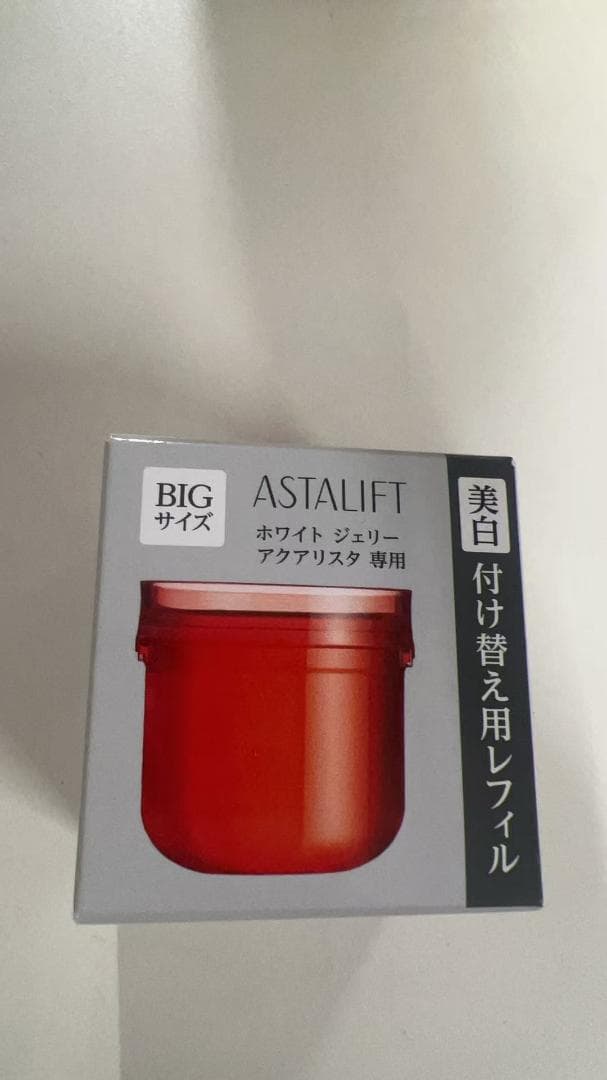 BIG
サイズ
ASTALIFT
ホワイト ジェリー
アクアリスタ 専用
美白
付け替え用レフィル